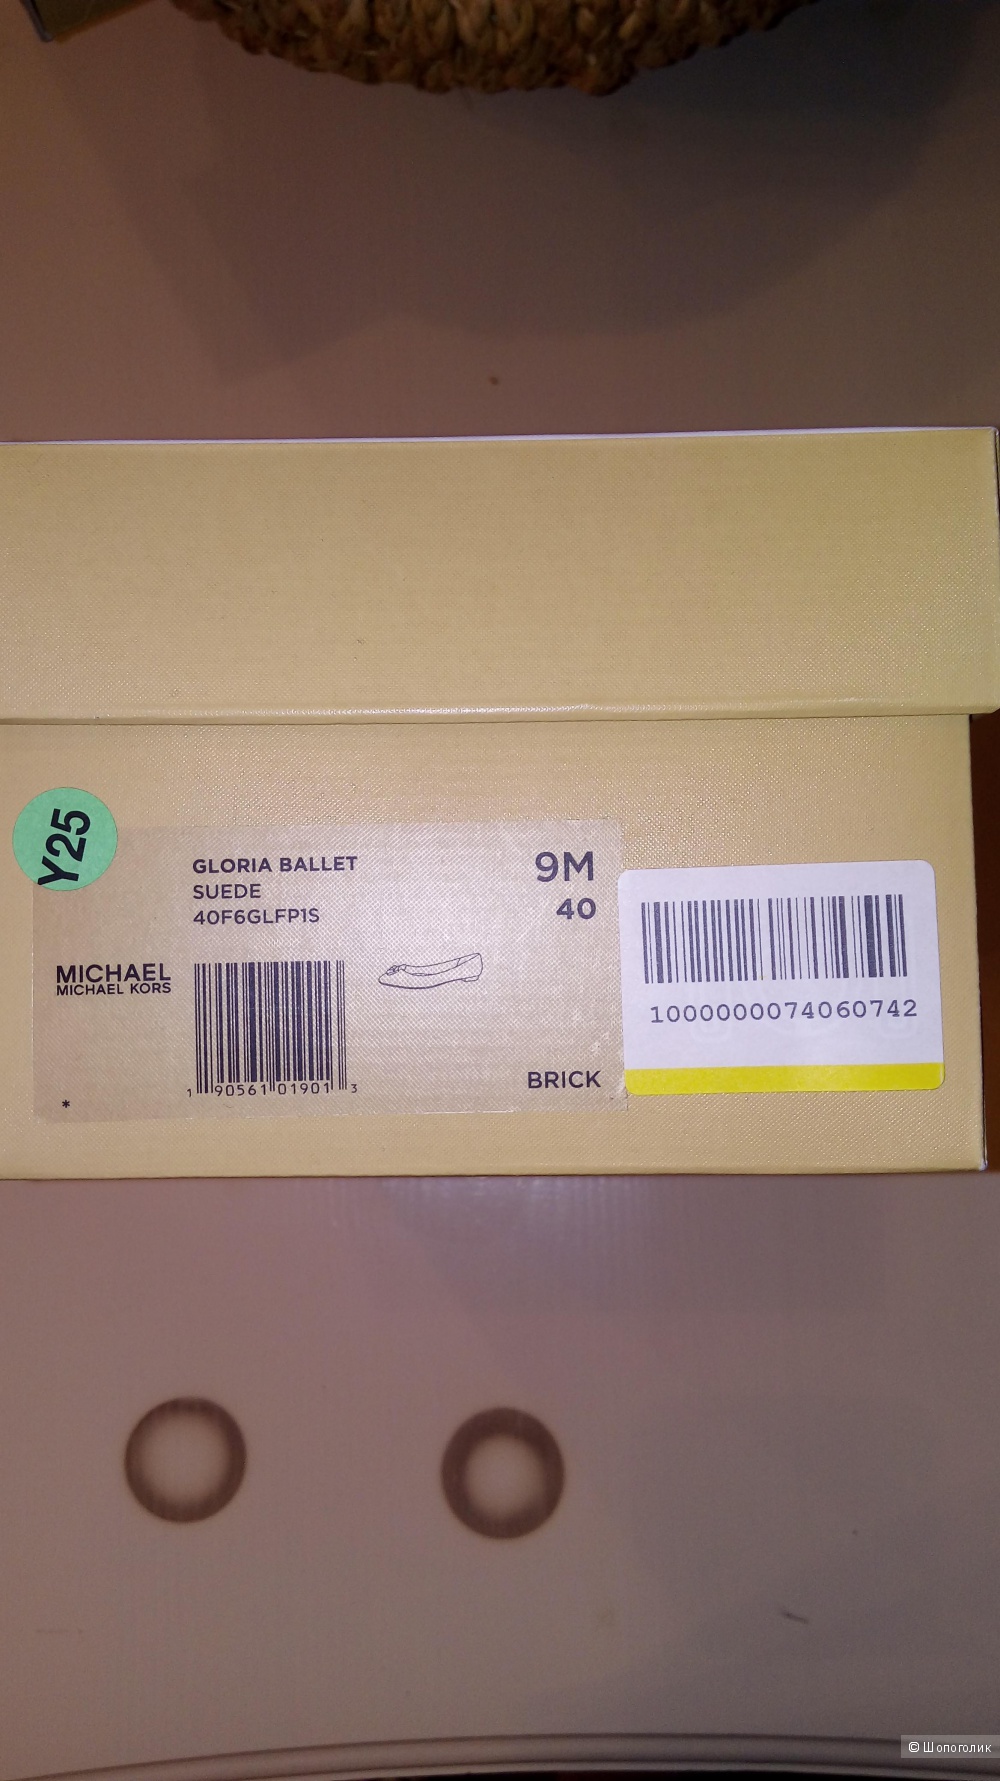 Y25
GLORIA BALLET
SUEDE
40F6GLFP1S
9M
40
MICHAEL
MICHAEL KORS
1 90561 01901 3
BRICK
*
1000000074060742
© Шопоголик